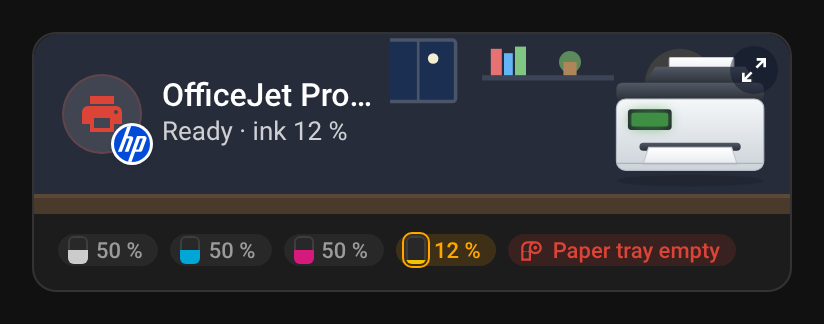 OfficeJet Pro…
hp
Ready · ink 12 %
50 % 50 % 50 % 12 % Paper tray empty